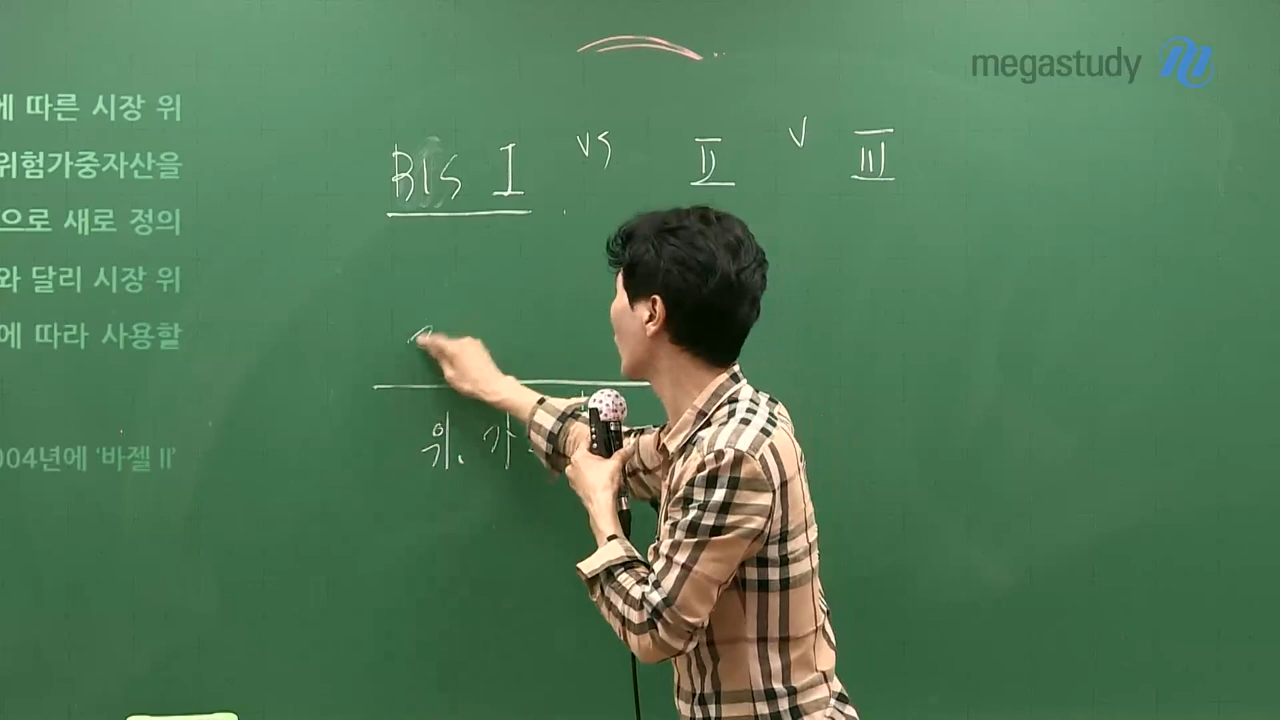 megastudy
에 따른 시장 위
위험가중자산을
으로 새로 정의
와 달리 시장 위
에 따라 사용할
004년에 '바젤 II'
BIS I vs II v III
위. 가.